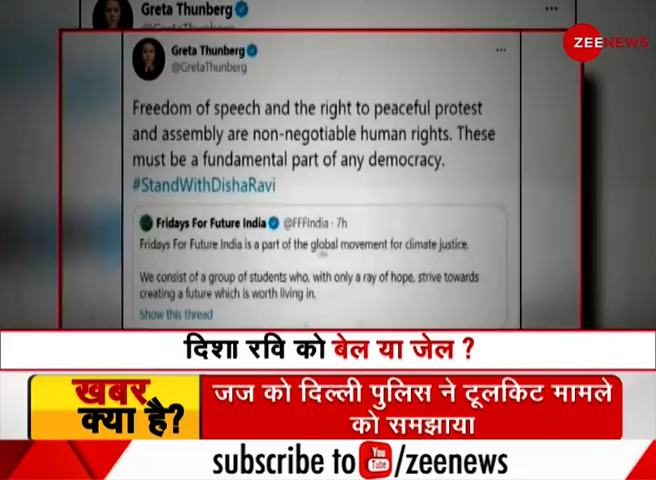 Greta Thunberg
ZEE NEWS
Greta Thunberg
@GretaThunberg
Freedom of speech and the right to peaceful protest
and assembly are non-negotiable human rights. These
must be a fundamental part of any democracy.
#StandWithDishaRavi
Fridays For Future India @FFFIndia · 7h
Fridays For Future India is a part of the global movement for climate justice.
We consist of a group of students who, with only a ray of hope, strive towards
creating a future which is worth living in.
Show this thread
दिशा रवि को बेल या जेल ?
खबर
क्या है?
जज को दिल्ली पुलिस ने टूलकिट मामले
को समझाया
subscribe to You Tube /zeenews